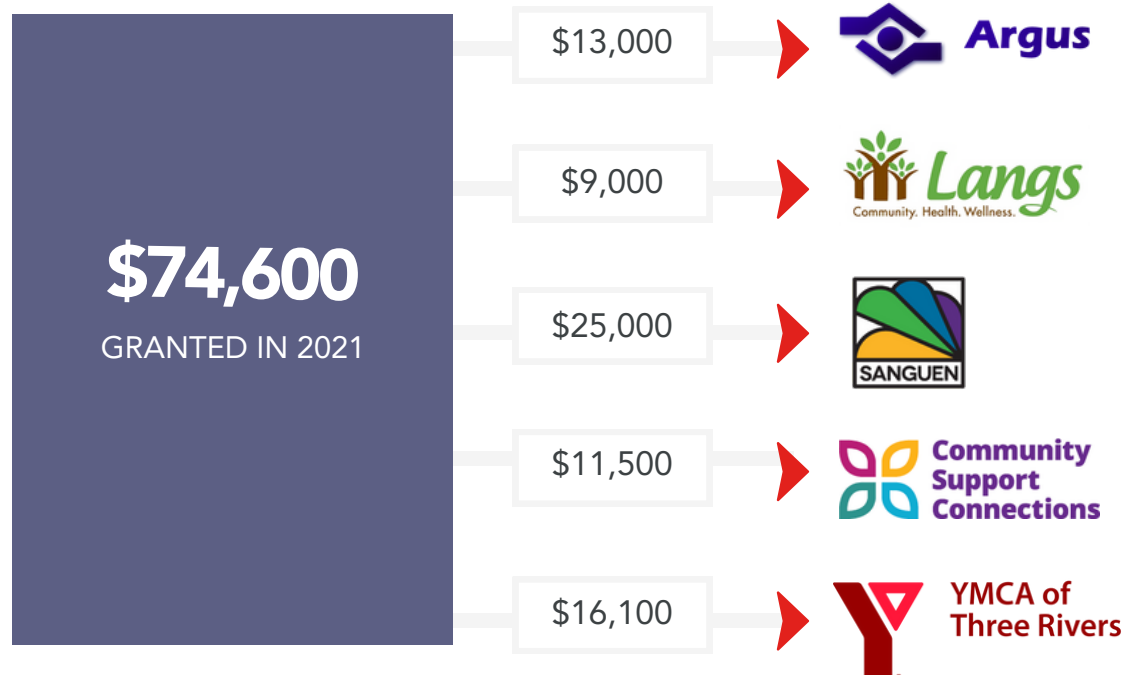 $74,600
GRANTED IN 2021
$13,000
Argus
$9,000
Langs
Community. Health. Wellness.
$25,000
SANGUEN
$11,500
Community
Support
Connections
$16,100
YMCA of
Three Rivers